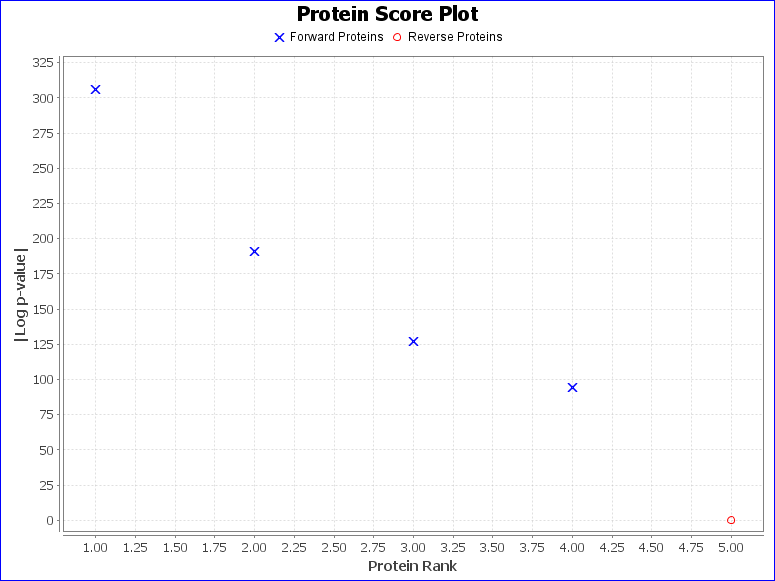 Protein Score Plot
Forward Proteins Reverse Proteins
325
300
275
250
225
200
175
150
125
100
75
50
25
0
|Log p-value|
1.00 1.25 1.50 1.75 2.00 2.25 2.50 2.75 3.00 3.25 3.50 3.75 4.00 4.25 4.50 4.75 5.00
Protein Rank